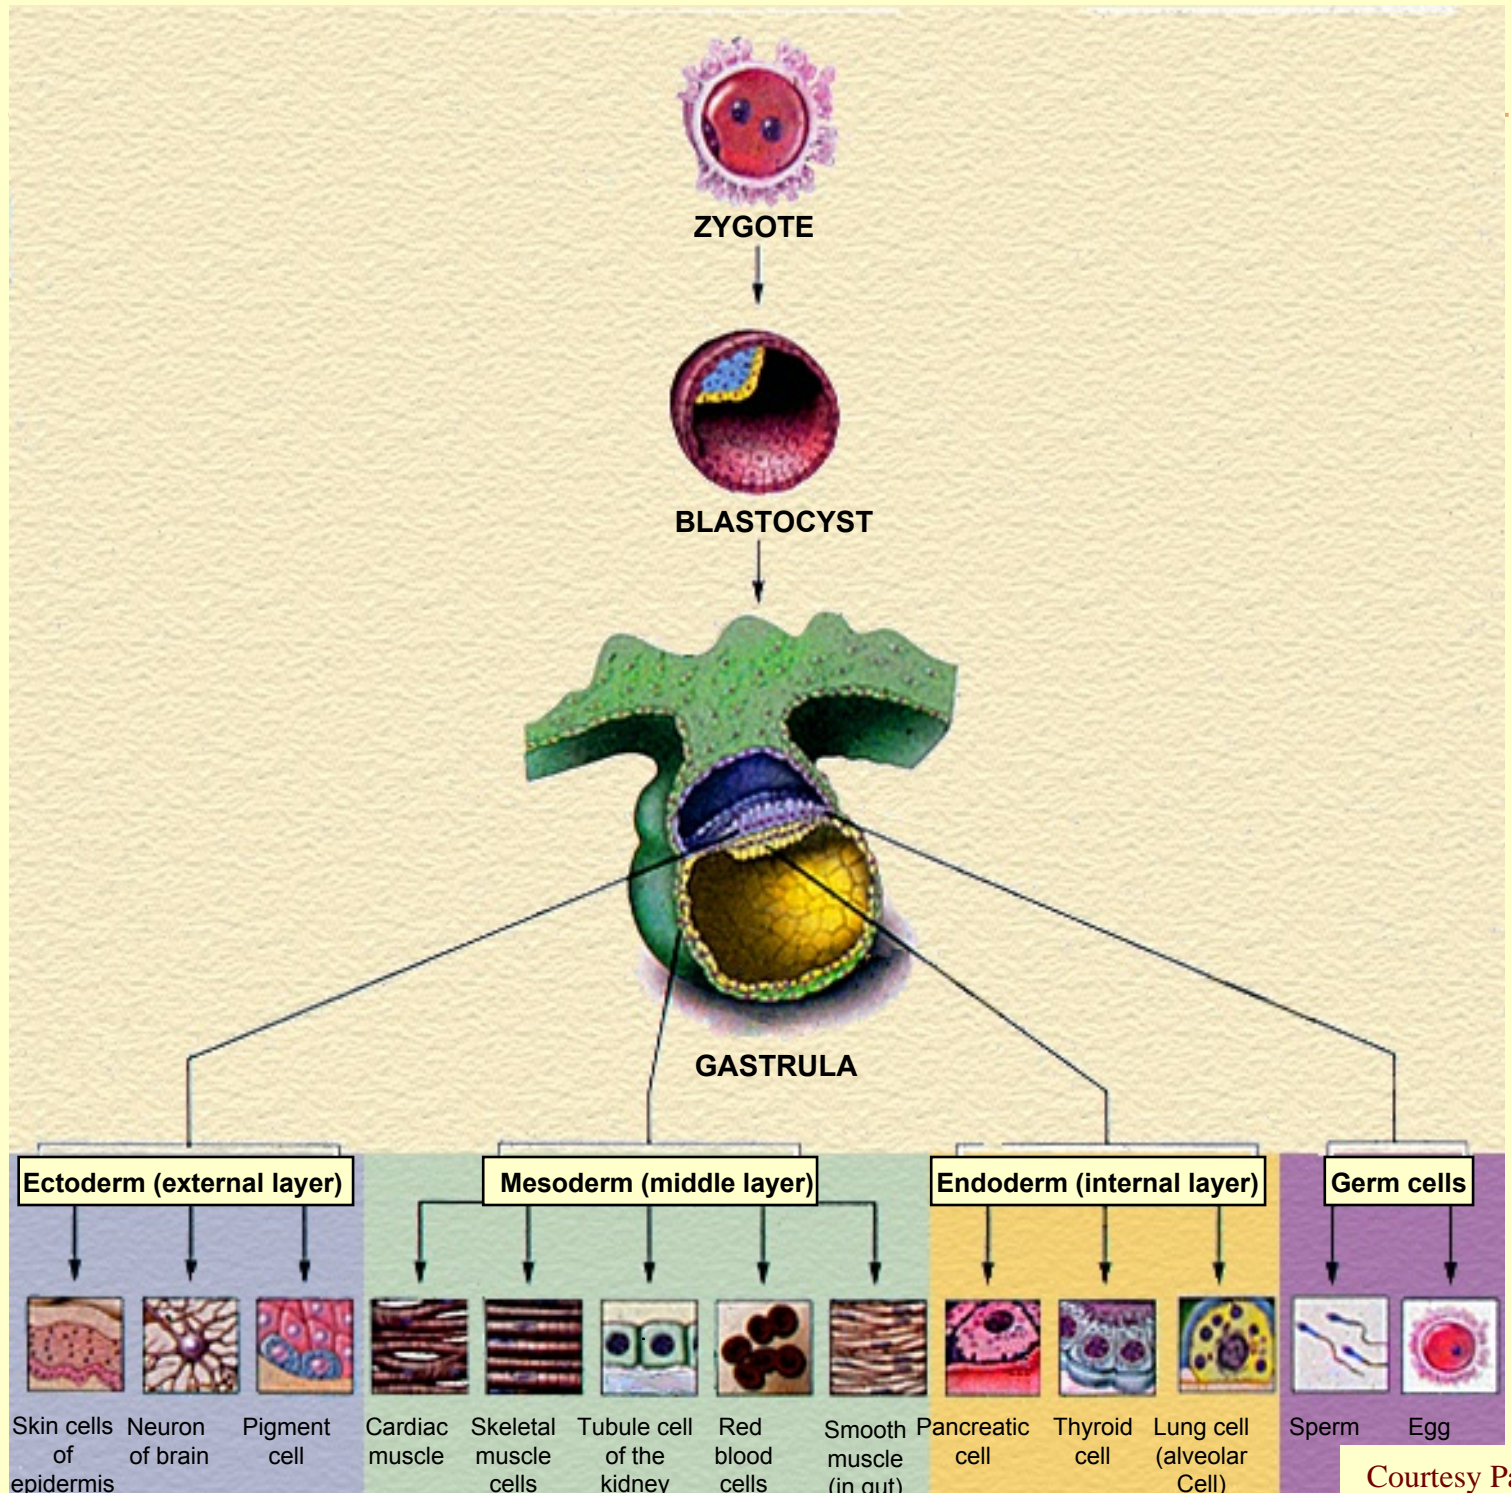 ZYGOTE
BLASTOCYST
GASTRULA
Ectoderm (external layer)
Mesoderm (middle layer)
Endoderm (internal layer)
Germ cells
Skin cells
of
epidermis
Neuron
of brain
Pigment
cell
Cardiac
muscle
Skeletal
muscle
cells
Tubule cell
of the
kidney
Red
blood
cells
Smooth
muscle
(in gut)
Pancreatic
cell
Thyroid
cell
Lung cell
(alveolar
Cell)
Sperm
Egg
Courtesy